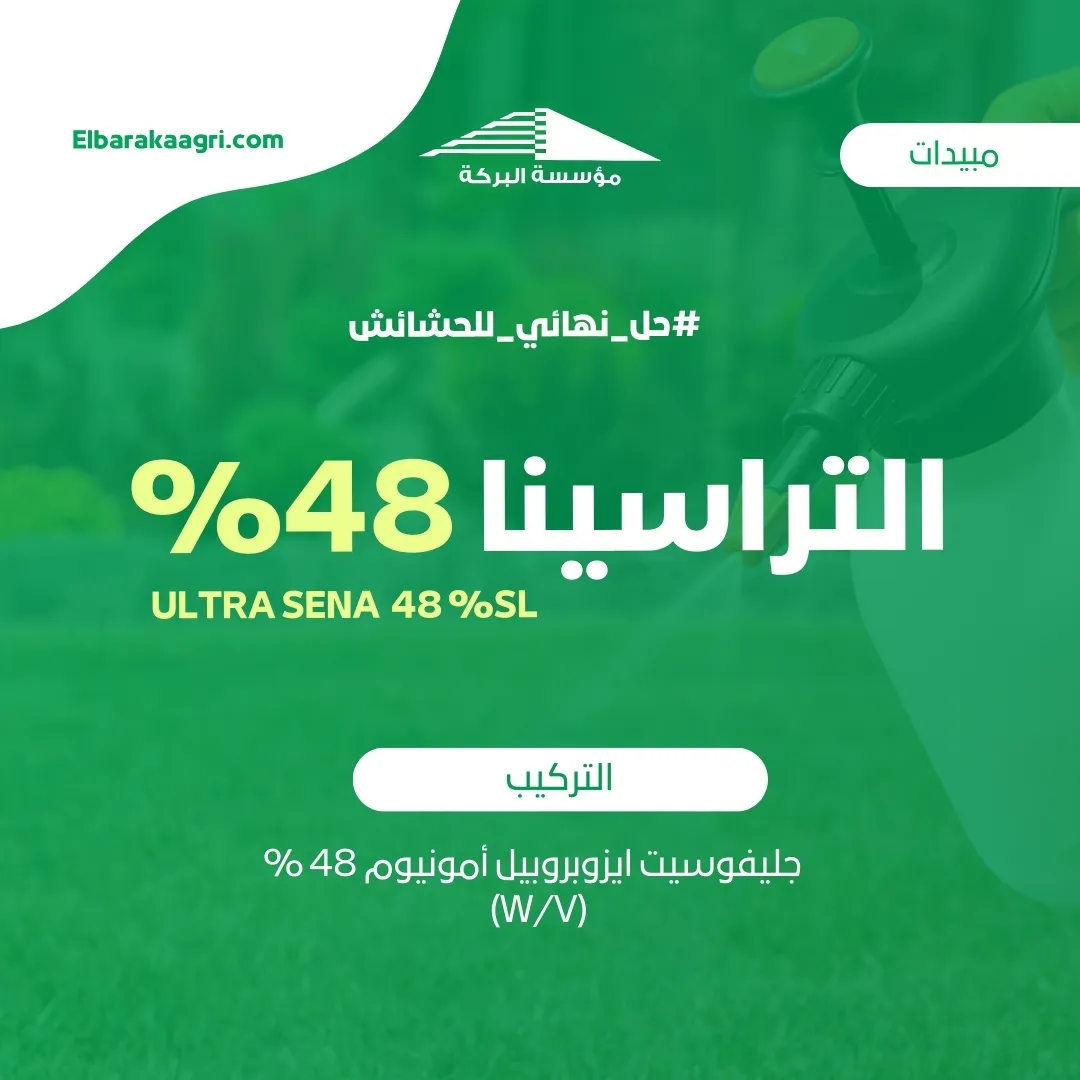 Elbarakaagri.com
مؤسسة البركة
مبيدات
#حل_نهائي_للحشائش
التراسينا 48%
ULTRA SENA 48 %SL
التركيب
جليفوسيت ايزوبروبيل أمونيوم 48 %
(W/V)